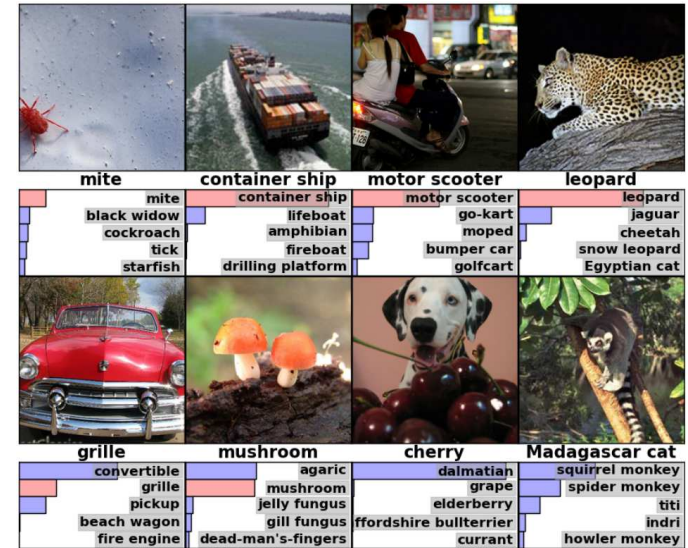 mite
container ship
motor scooter
leopard
mite
black widow
cockroach
tick
starfish
container ship
lifeboat
amphibian
fireboat
drilling platform
motor scooter
go-kart
moped
bumper car
golfcart
leopard
jaguar
cheetah
snow leopard
Egyptian cat
grille
mushroom
cherry
Madagascar cat
convertible
grille
pickup
beach wagon
fire engine
agaric
mushroom
jelly fungus
gill fungus
dead-man's-fingers
dalmatian
grape
elderberry
ffordshire bullterrier
currant
squirrel monkey
spider monkey
titi
indri
howler monkey